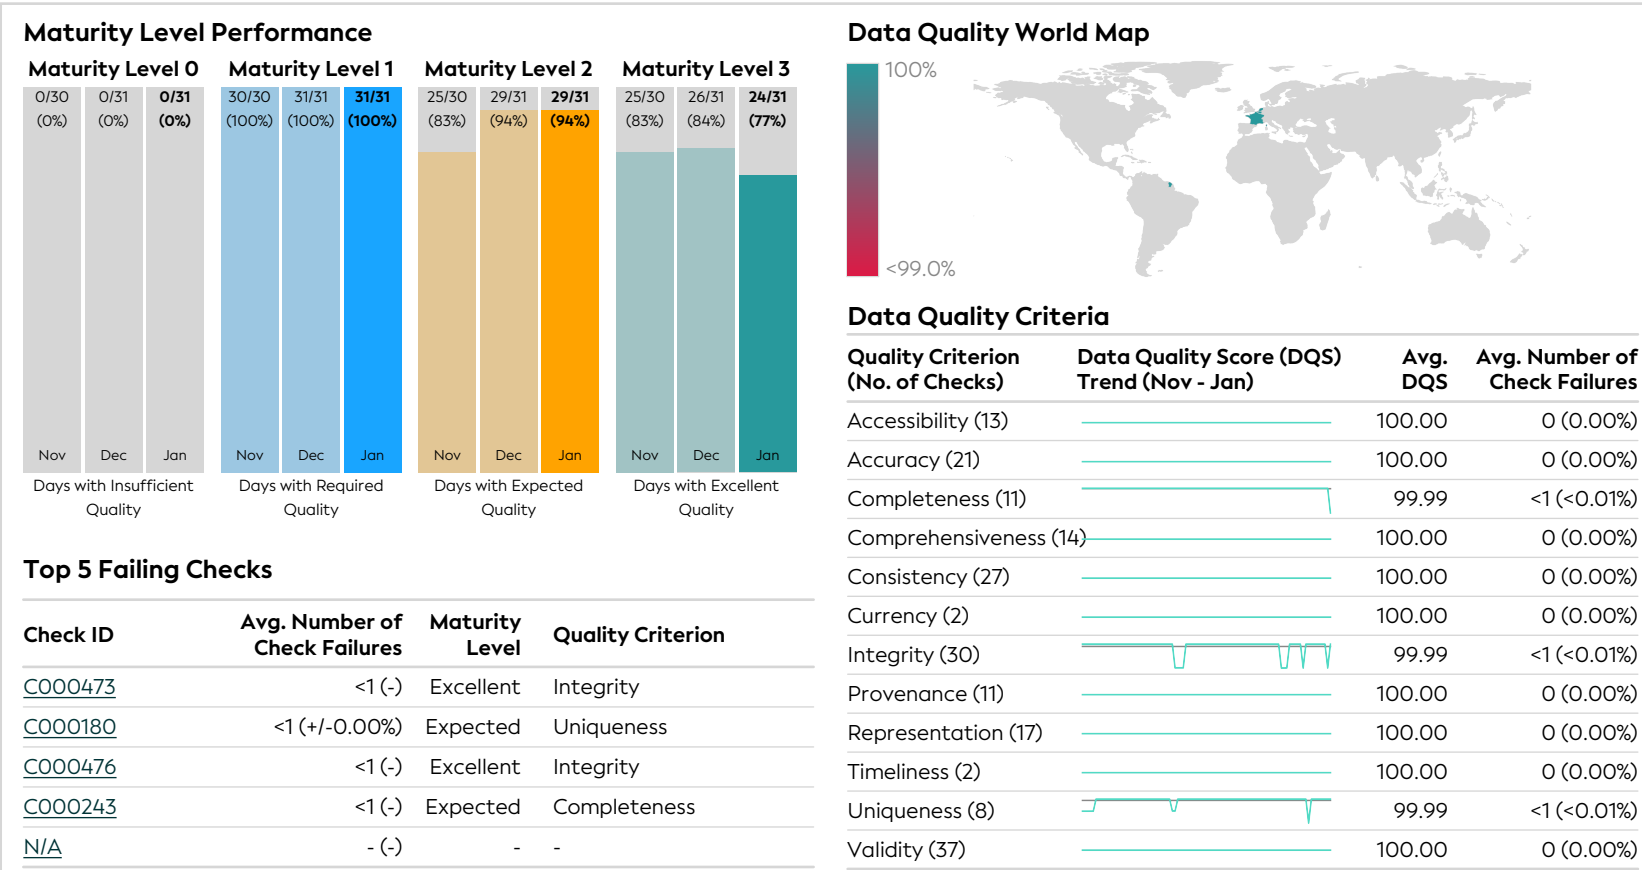 Maturity Level Performance
Maturity Level 0
Maturity Level 1
Maturity Level 2
Maturity Level 3
0/30 0/31 0/31
(0%) (0%) (0%)
30/30 31/31 31/31
(100%) (100%) (100%)
25/30 29/31 29/31
(83%) (94%) (94%)
25/30 26/31 24/31
(83%) (84%) (77%)
Nov Dec Jan
Nov Dec Jan
Nov Dec Jan
Nov Dec Jan
Days with Insufficient
Quality
Days with Required
Quality
Days with Expected
Quality
Days with Excellent
Quality
Top 5 Failing Checks
Check ID
Avg. Number of
Check Failures
Maturity
Level
Quality Criterion
C000473 <1 (-) Excellent Integrity
C000180 <1 (+/-0.00%) Expected Uniqueness
C000476 <1 (-) Excellent Integrity
C000243 <1 (-) Expected Completeness
N/A - (-) - -
Data Quality World Map
100%
<99.0%
Data Quality Criteria
Quality Criterion
(No. of Checks)
Data Quality Score (DQS)
Trend (Nov - Jan)
Avg.
DQS
Avg. Number of
Check Failures
Accessibility (13) 100.00 0 (0.00%)
Accuracy (21) 100.00 0 (0.00%)
Completeness (11) 99.99 <1 (<0.01%)
Comprehensiveness (14) 100.00 0 (0.00%)
Consistency (27) 100.00 0 (0.00%)
Currency (2) 100.00 0 (0.00%)
Integrity (30) 99.99 <1 (<0.01%)
Provenance (11) 100.00 0 (0.00%)
Representation (17) 100.00 0 (0.00%)
Timeliness (2) 100.00 0 (0.00%)
Uniqueness (8) 99.99 <1 (<0.01%)
Validity (37) 100.00 0 (0.00%)